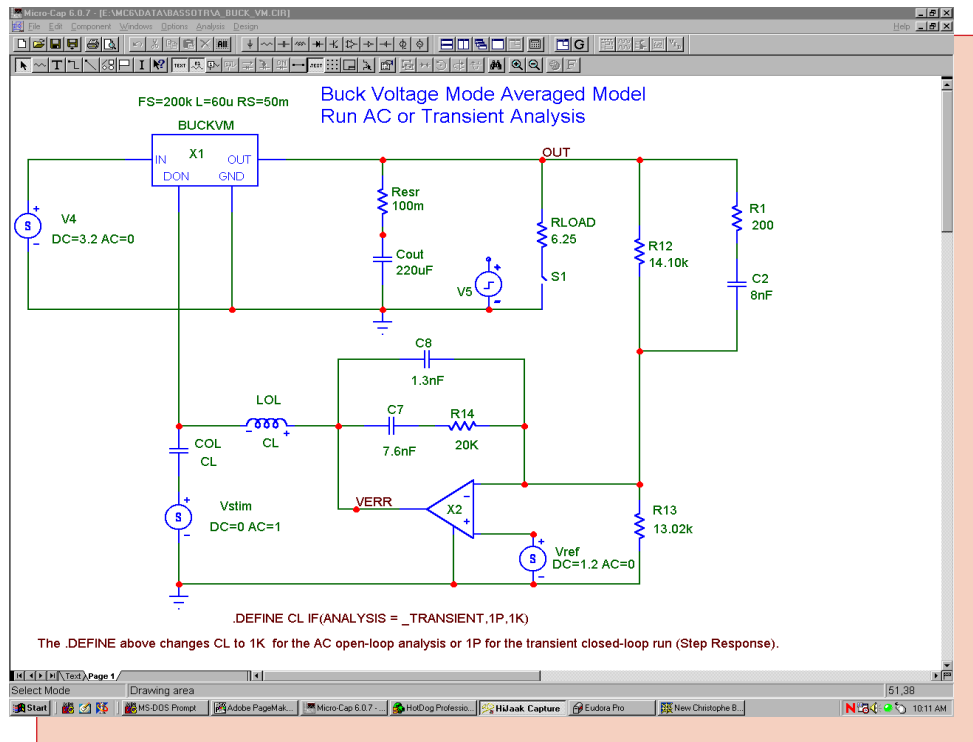 Micro-Cap 6.0.7 - [E:\MC6\DATA\BASSOTR\A_BUCK_VM.CIR]
File Edit Component Windows Options Analysis Design Help
Buck Voltage Mode Averaged Model
Run AC or Transient Analysis
FS=200k L=60u RS=50m
BUCKVM
IN X1 OUT
DON GND
OUT
V4
DC=3.2 AC=0
Resr
100m
Cout
220uF
V5
RLOAD
6.25
S1
R12
14.10k
R1
200
C2
8nF
C8
1.3nF
C7
7.6nF
R14
20K
LOL
CL
COL
CL
Vstim
DC=0 AC=1
VERR
X2
Vref
DC=1.2 AC=0
R13
13.02k
.DEFINE CL IF(ANALYSIS = _TRANSIENT,1P,1K)
The .DEFINE above changes CL to 1K for the AC open-loop analysis or 1P for the transient closed-loop run (Step Response).
Text Page 1
Select Mode Drawing area 51,38
Start MS-DOS Prompt Adobe PageMak... Micro-Cap 6.0.7 -... HotDog Professio... HiJaak Capture Eudora Pro New Christophe B... 10:11 AM